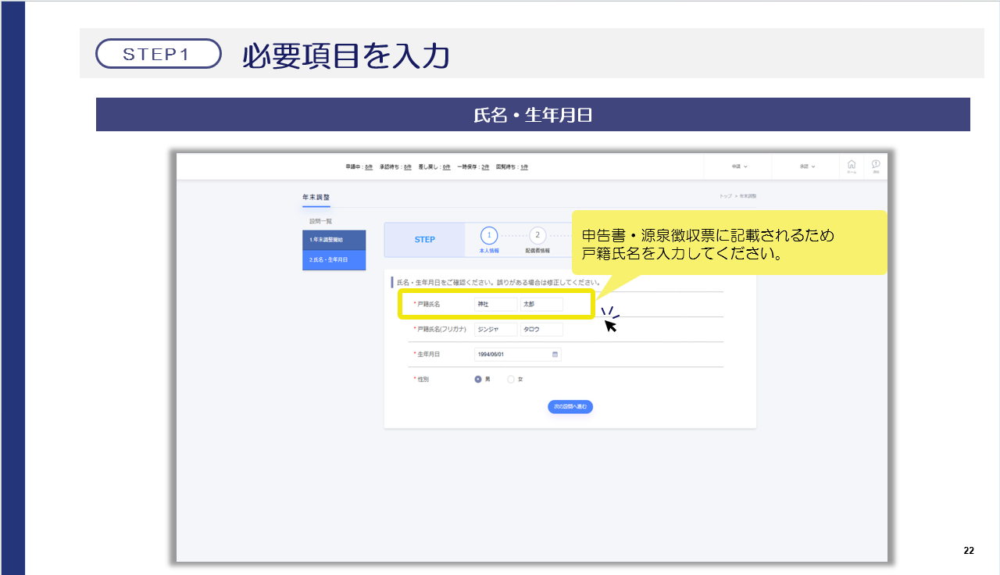 STEP1
必要項目を入力
氏名・生年月日
申請中：8件 承認待ち：8件 差し戻し：0件 一時保存：2件 回覧待ち：1件
申請
承認
ホーム
年末調整
トップ > 年末調整
設問一覧
1.年末調整開始
2.氏名・生年月日
STEP
1
本人情報
2
配偶者情報
申告書・源泉徴収票に記載されるため
戸籍氏名を入力してください。
氏名・生年月日をご確認ください。誤りがある場合は修正してください。
*戸籍氏名 神社 太郎
*戸籍氏名(フリガナ) ジンジャ タロウ
*生年月日 1994/06/01
*性別 男 女
次の設問へ進む
22